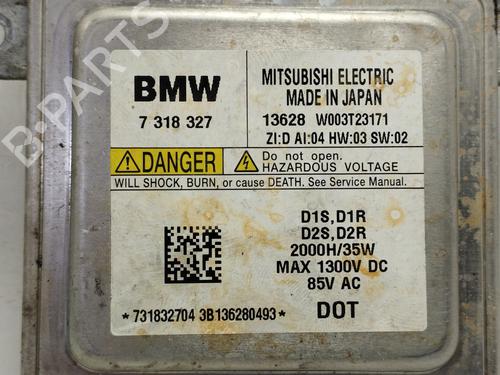 BMW
7 318 327
MITSUBISHI ELECTRIC
MADE IN JAPAN
13628 W003T23171
ZI:D AI:04 HW:03 SW:02
DANGER
Do not open.
HAZARDOUS VOLTAGE
WILL SHOCK, BURN, or cause DEATH. See Service Manual.
D1S,D1R
D2S,D2R
2000H/35W
MAX 1300V DC
85V AC
*731832704 3B136280493*
DOT